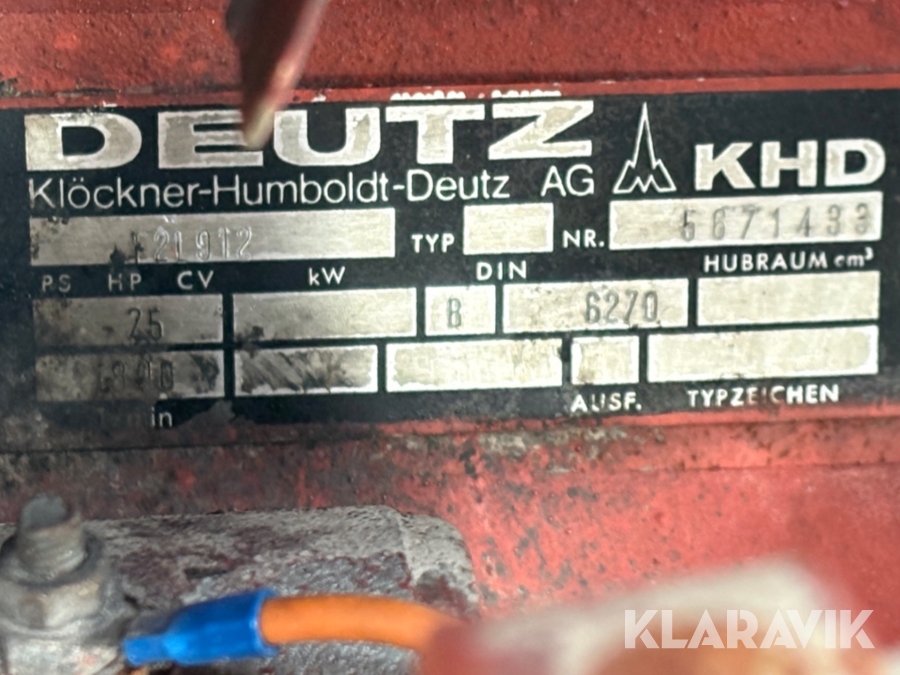 DEUTZ KHD
Klöckner-Humboldt-Deutz AG
F2L912 TYP NR. 5671433
PS HP CV kW DIN HUBRAUM cm³
25 B 6270
AUSF. TYPZEICHEN
KLARAVIK